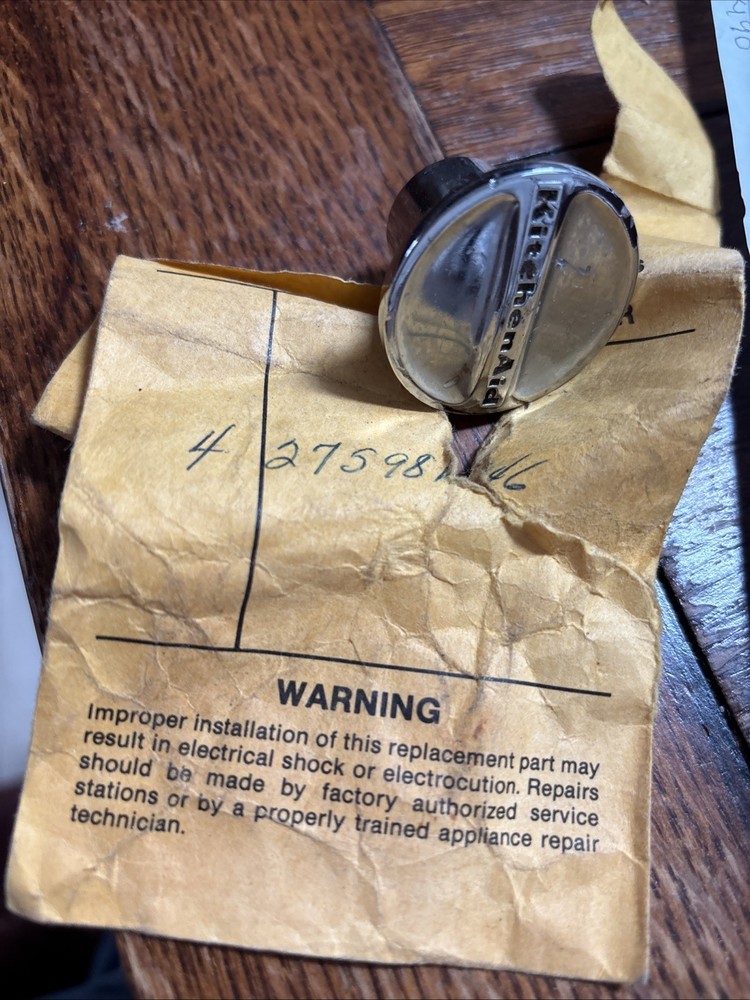 KitchenAid
4 275981 46
WARNING
Improper installation of this replacement part may
result in electrical shock or electrocution. Repairs
should be made by factory authorized service
stations or by a properly trained appliance repair
technician.